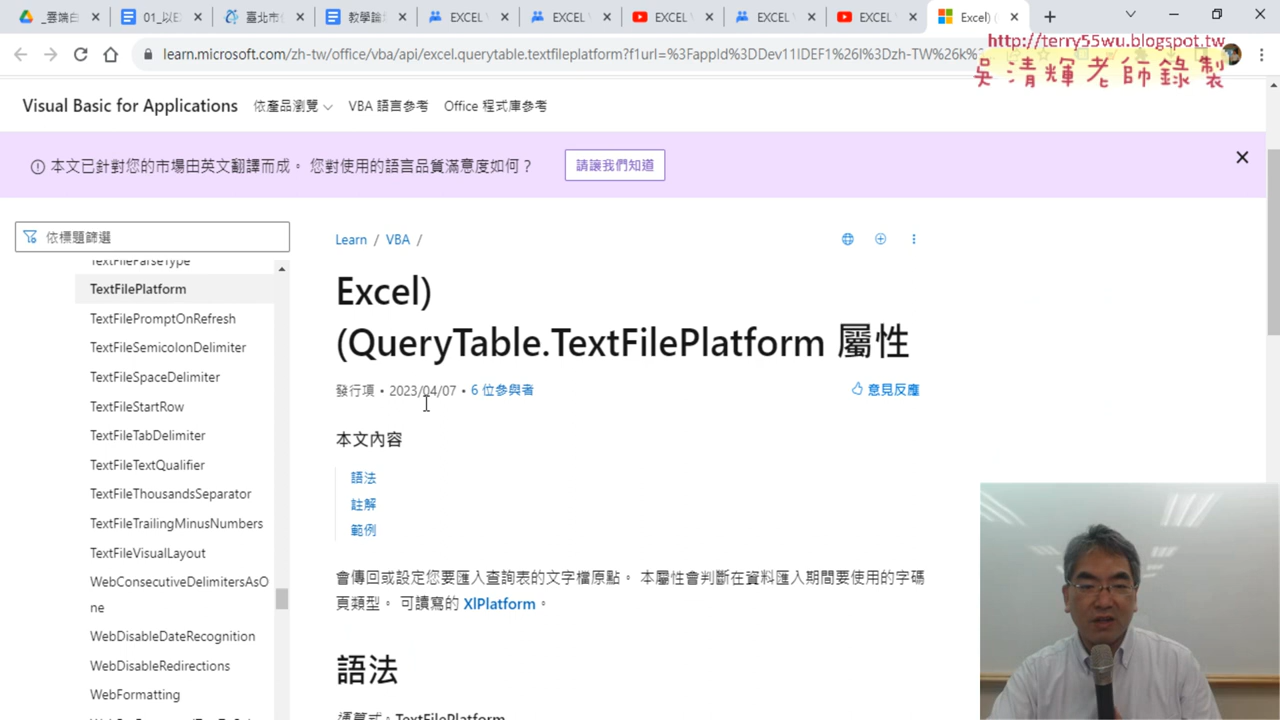 _雲端白
01_以E
臺北市
教學論
EXCEL
EXCEL
EXCEL
EXCEL
EXCEL
Excel) (
learn.microsoft.com/zh-tw/office/vba/api/excel.querytable.textfileplatform?f1url=%3FappId%3DDev11IDEF1%26l%3Dzh-TW%26k%
http://terry55wu.blogspot.tw
吳清輝老師錄製
Visual Basic for Applications 依產品瀏覽 VBA 語言參考 Office 程式庫參考
本文已針對您的市場由英文翻譯而成。 您對使用的語言品質滿意度如何？ 請讓我們知道
依標題篩選
TextFileParseType
TextFilePlatform
TextFilePromptOnRefresh
TextFileSemicolonDelimiter
TextFileSpaceDelimiter
TextFileStartRow
TextFileTabDelimiter
TextFileTextQualifier
TextFileThousandsSeparator
TextFileTrailingMinusNumbers
TextFileVisualLayout
WebConsecutiveDelimitersAsO
ne
WebDisableDateRecognition
WebDisableRedirections
WebFormatting
Learn / VBA /
Excel)
(QueryTable.TextFilePlatform 屬性
發行項 • 2023/04/07 • 6 位參與者
意見反應
本文內容
語法
註解
範例
會傳回或設定您要匯入查詢表的文字檔原點。 本屬性會判斷在資料匯入期間要使用的字碼
頁類型。 可讀寫的 XlPlatform。
語法
運算式。TextFilePlatform